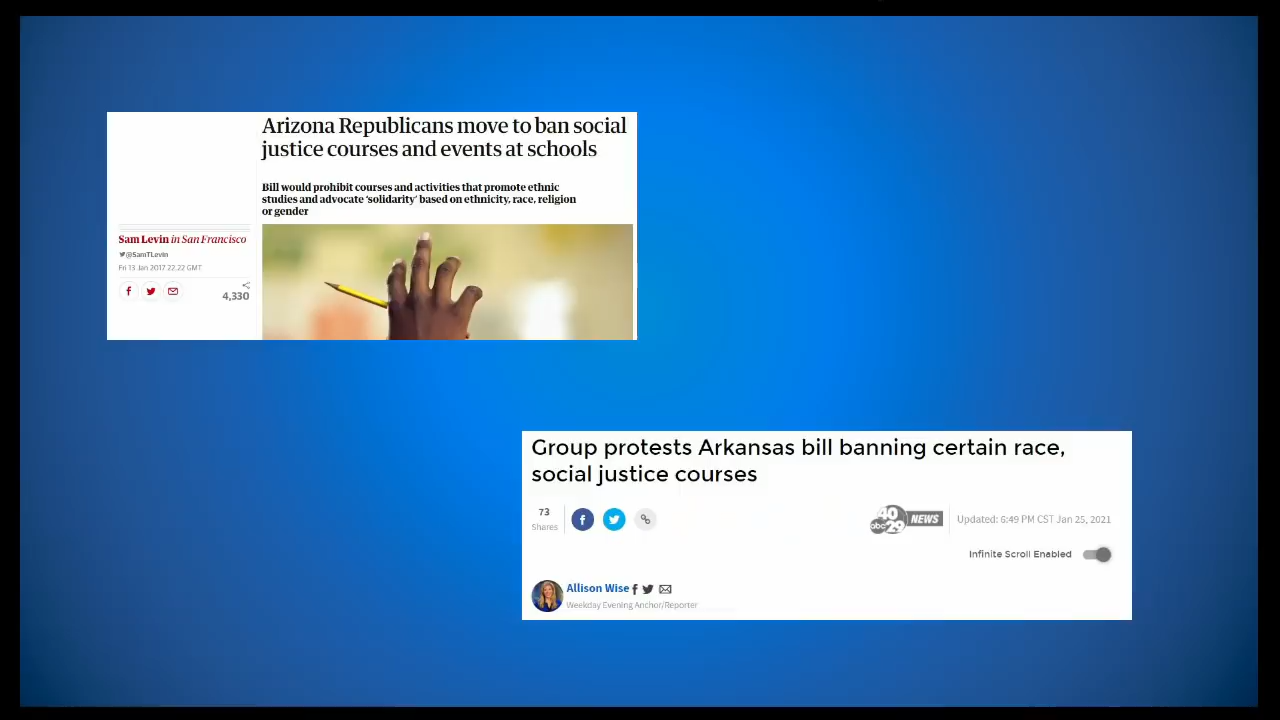 Arizona Republicans move to ban social
justice courses and events at schools
Bill would prohibit courses and activities that promote ethnic
studies and advocate ‘solidarity’ based on ethnicity, race, religion
or gender
Sam Levin in San Francisco
@SamTLevin
Fri 13 Jan 2017 22.22 GMT
4,330
Group protests Arkansas bill banning certain race,
social justice courses
73
Shares
40 29 abc NEWS
Updated: 6:49 PM CST Jan 25, 2021
Infinite Scroll Enabled
Allison Wise
Weekday Evening Anchor/Reporter